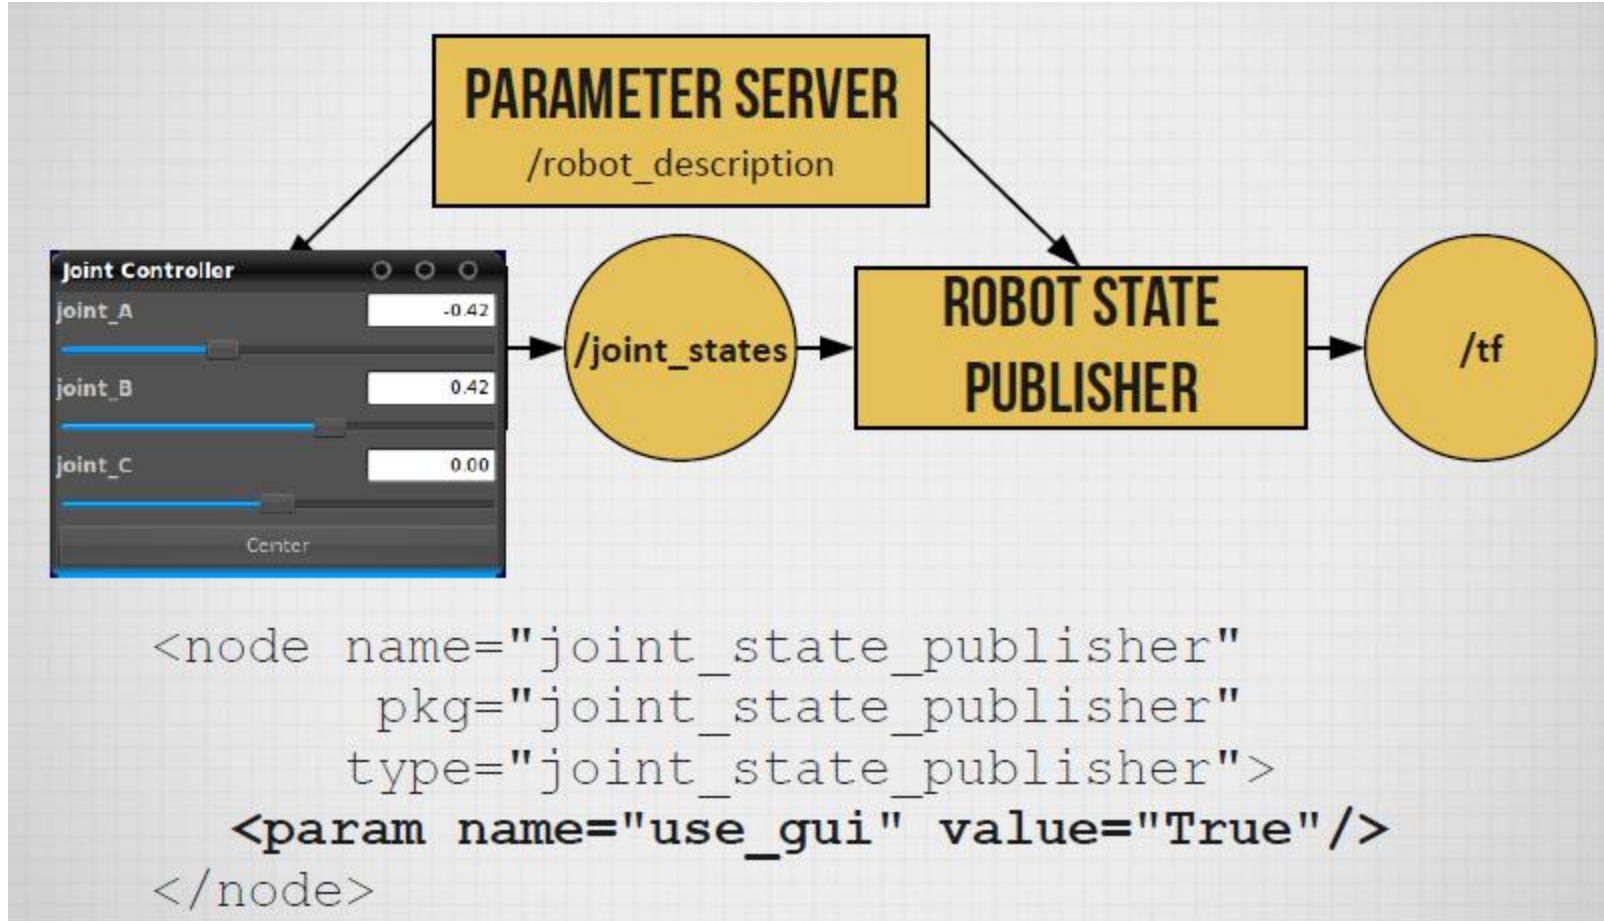 PARAMETER SERVER
/robot_description
Joint Controller
joint_A
-0.42
joint_B
0.42
joint_C
0.00
Center
/joint_states
ROBOT STATE
PUBLISHER
/tf
<node name="joint_state_publisher"
pkg="joint_state_publisher"
type="joint_state_publisher">
<param name="use_gui" value="True"/>
</node>